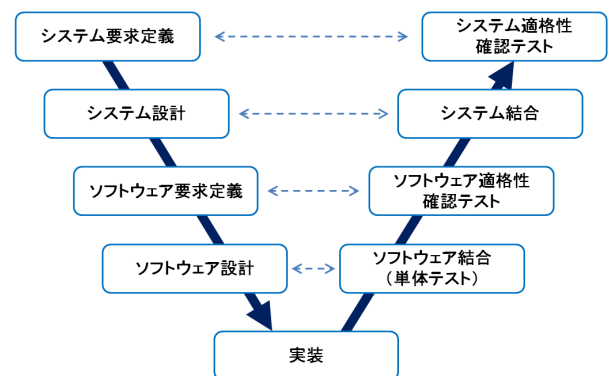 システム要求定義
システム適格性
確認テスト
システム設計
システム結合
ソフトウェア要求定義
ソフトウェア適格性
確認テスト
ソフトウェア設計
ソフトウェア結合
（単体テスト）
実装